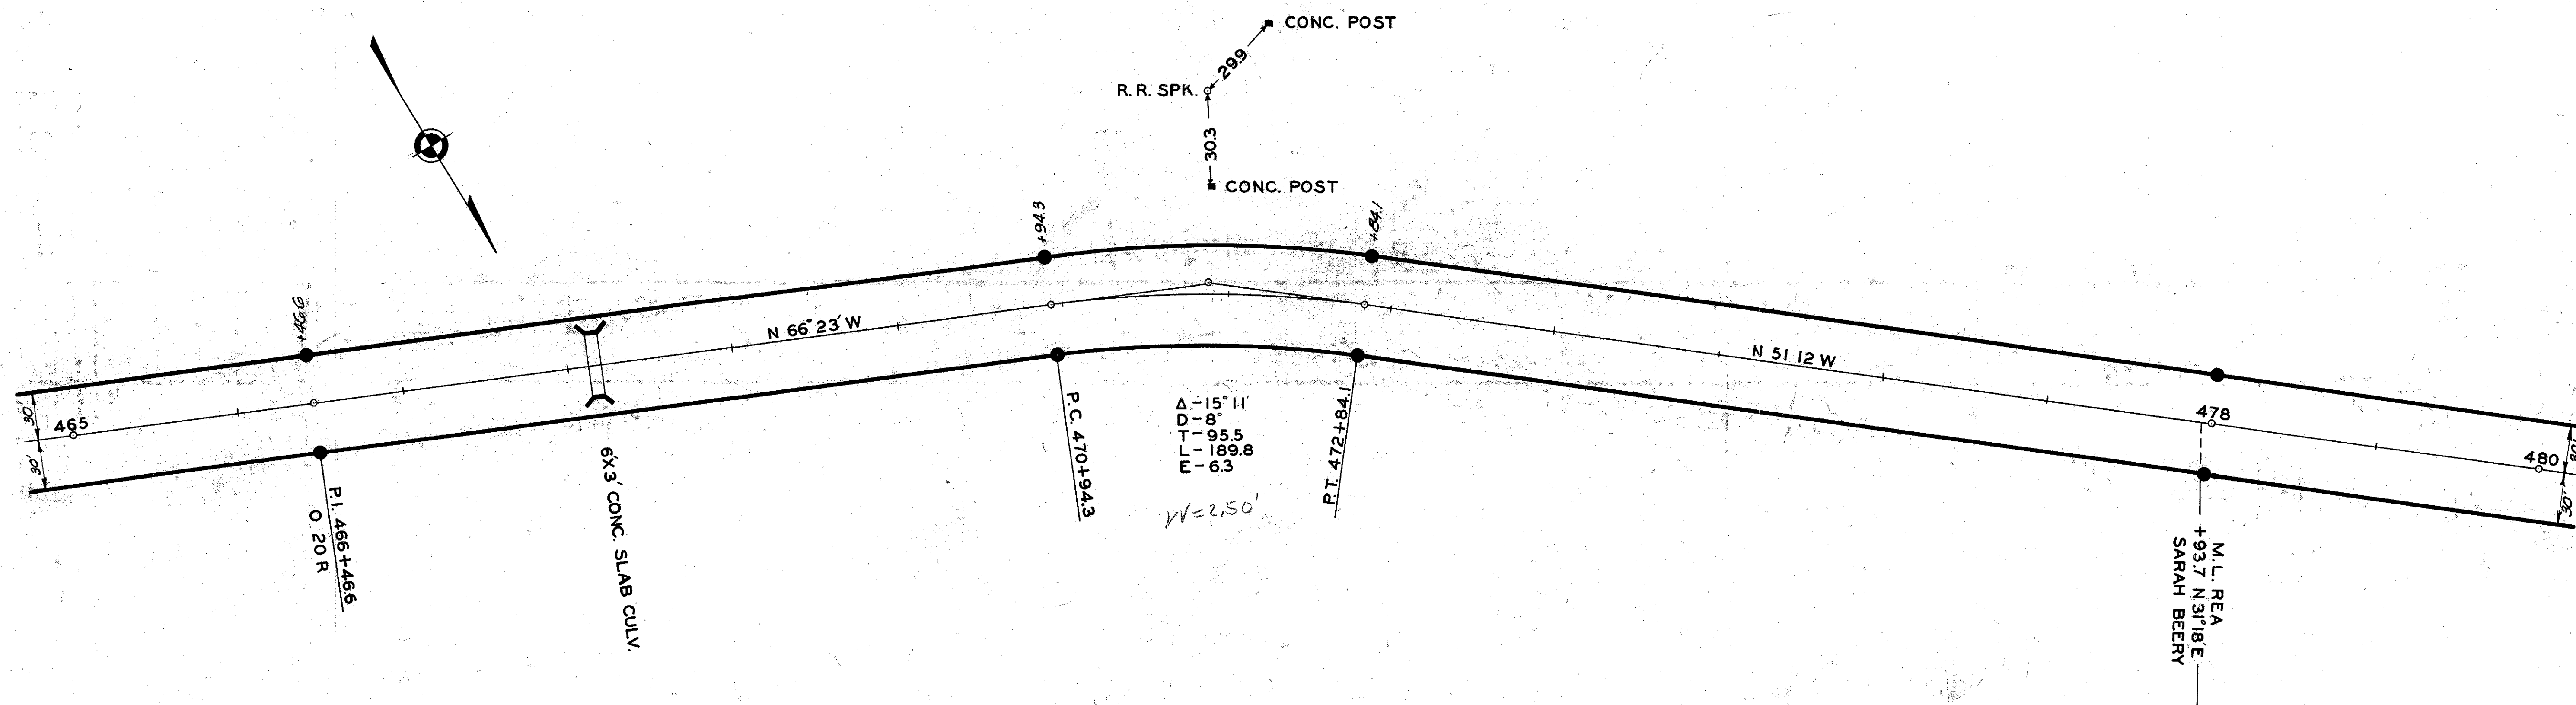 CONC. POST
29.9
R.R. SPK.
30.3
CONC. POST
+46.6
+94.3
+84.1
30'
30'
465
N 66° 23' W
N 51 12 W
478
480
30'
30'
P.I. 466+46.6
0 20 R
6'X3' CONC. SLAB CULV.
P.C. 470+94.3
Δ-15° 11'
D-8°
T-95.5
L-189.8
E-6.3
W=2.50'
P.T. 472+84.1
M.L. REA
+93.7 N31°18'E
SARAH BEERY